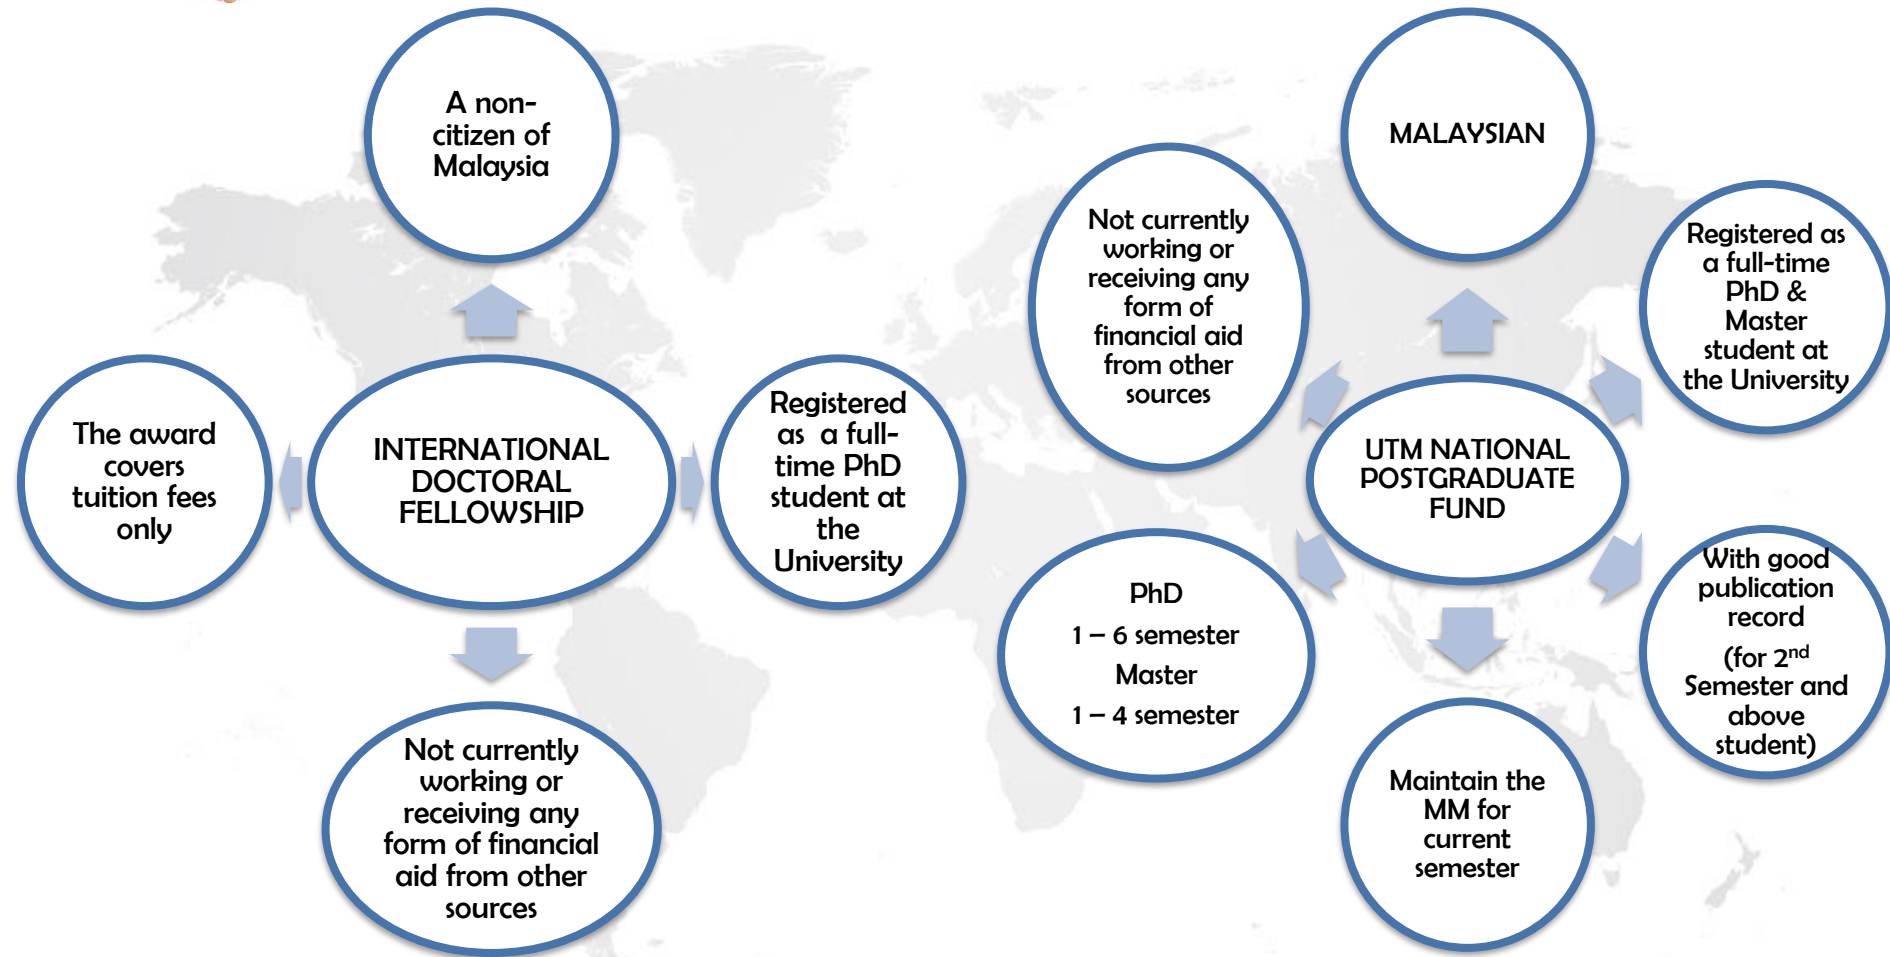 A non-
citizen of
Malaysia
The award
covers
tuition fees
only
INTERNATIONAL
DOCTORAL
FELLOWSHIP
Registered
as a full-
time PhD
student at
the
University
Not currently
working or
receiving any
form of financial
aid from other
sources
MALAYSIAN
Not currently
working or
receiving any
form of
financial aid
from other
sources
Registered as
a full-time
PhD &
Master
student at
the University
UTM NATIONAL
POSTGRADUATE
FUND
PhD
1 – 6 semester
Master
1 – 4 semester
With good
publication
record
(for 2nd
Semester and
above
student)
Maintain the
MM for
current
semester